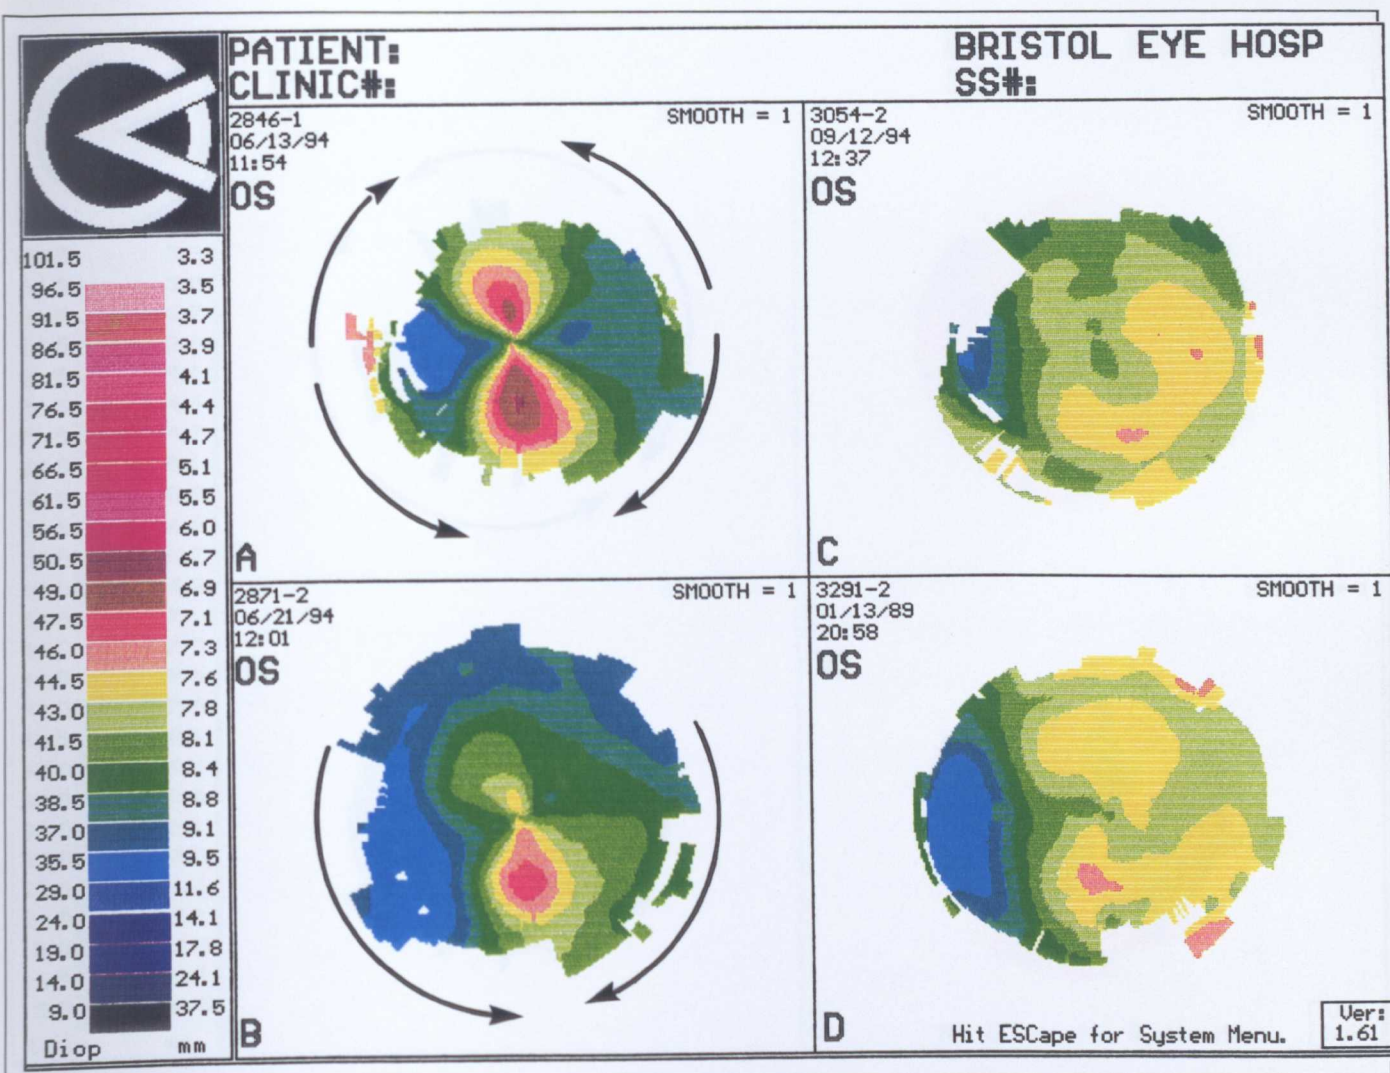 PATIENT:
CLINIC#:
BRISTOL EYE HOSP
SS#:
2846-1
06/13/94
11:54
OS
SMOOTH = 1
A
3054-2
09/12/94
12:37
OS
SMOOTH = 1
C
2871-2
06/21/94
12:01
OS
SMOOTH = 1
B
3291-2
01/13/89
20:58
OS
SMOOTH = 1
D
Hit ESCape for System Menu.
Ver:
1.61
101.5 3.3
96.5 3.5
91.5 3.7
86.5 3.9
81.5 4.1
76.5 4.4
71.5 4.7
66.5 5.1
61.5 5.5
56.5 6.0
50.5 6.7
49.0 6.9
47.5 7.1
46.0 7.3
44.5 7.6
43.0 7.8
41.5 8.1
40.0 8.4
38.5 8.8
37.0 9.1
35.5 9.5
29.0 11.6
24.0 14.1
19.0 17.8
14.0 24.1
9.0 37.5
Diop mm